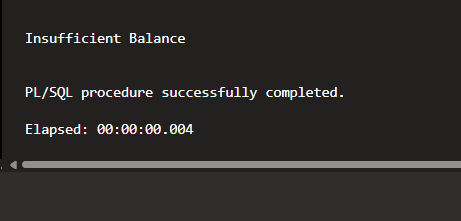 Insufficient Balance
PL/SQL procedure successfully completed.
Elapsed: 00:00:00.004